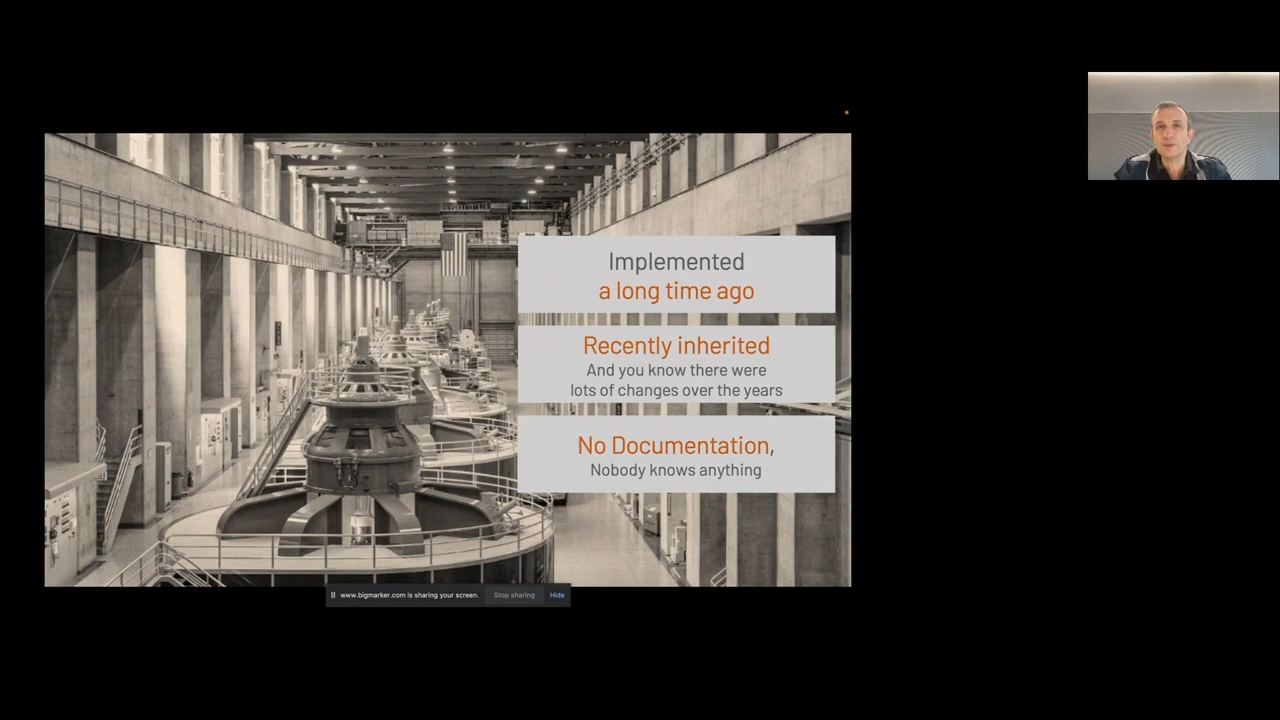 Implemented
a long time ago
Recently inherited
And you know there were
lots of changes over the years
No Documentation,
Nobody knows anything
www.bigmarker.com is sharing your screen. Stop sharing Hide